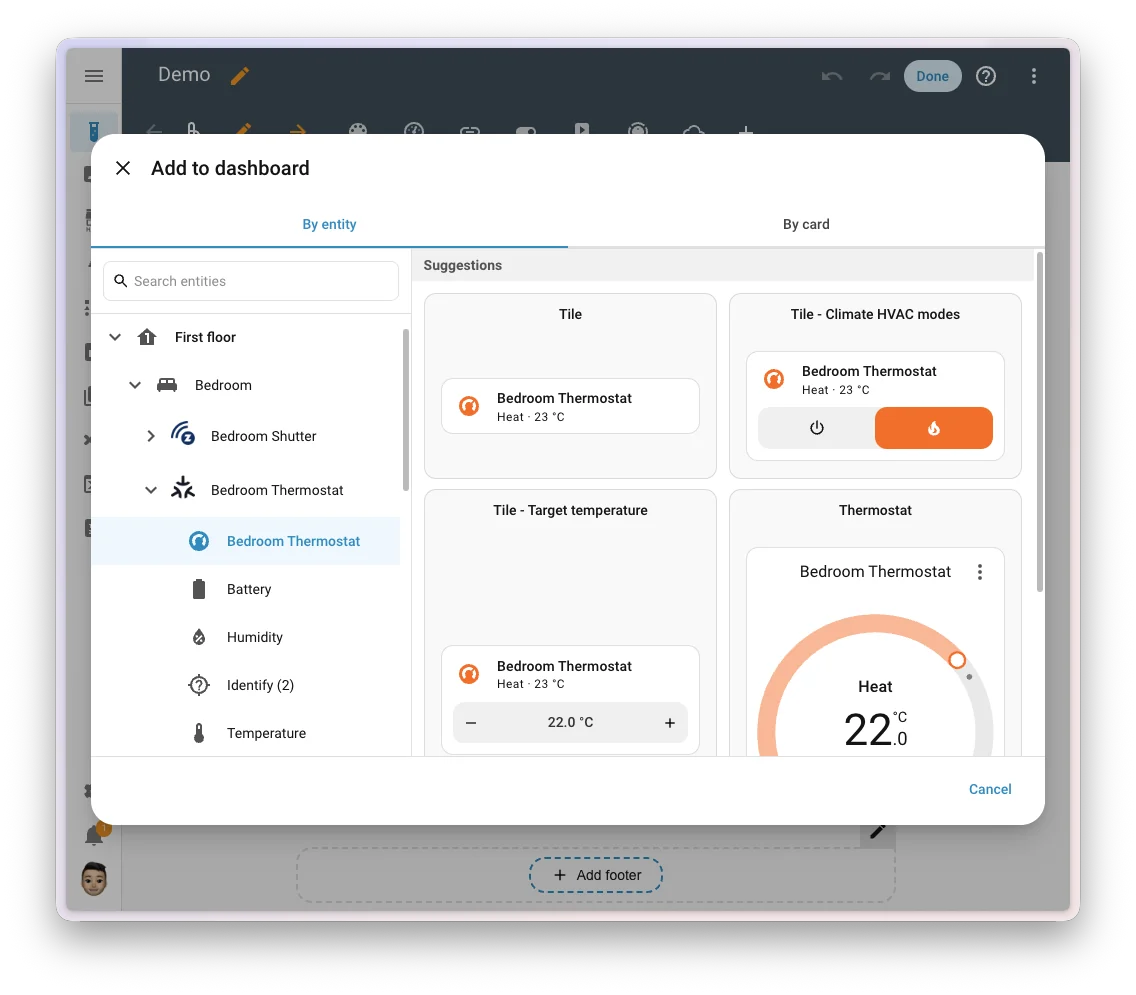 Demo
Done
Add to dashboard
By entity
By card
Search entities
Suggestions
First floor
Bedroom
Bedroom Shutter
Bedroom Thermostat
Bedroom Thermostat
Battery
Humidity
Identify (2)
Temperature
Tile
Bedroom Thermostat
Heat · 23 °C
Tile - Climate HVAC modes
Bedroom Thermostat
Heat · 23 °C
Tile - Target temperature
Bedroom Thermostat
Heat · 23 °C
− 22.0 °C +
Thermostat
Bedroom Thermostat
Heat
22.0 °C
Cancel
1
+ Add footer